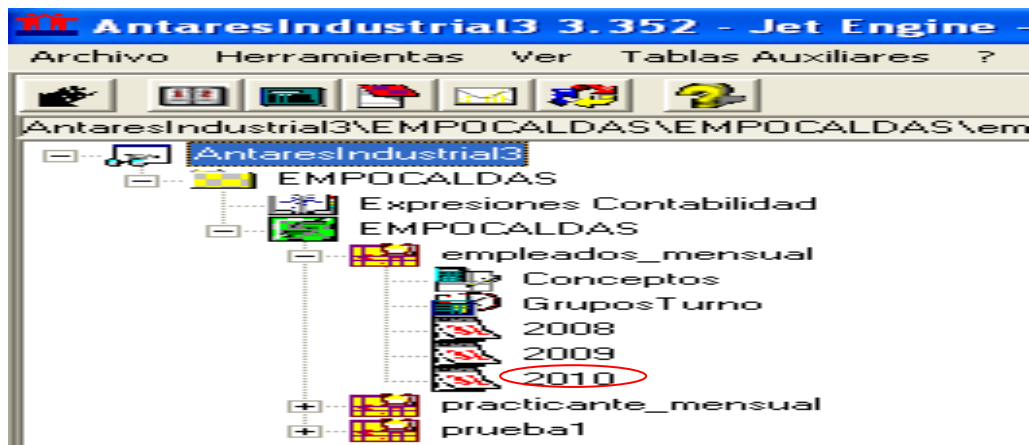 AntaresIndustrial3 3.352 - Jet Engine -
Archivo Herramientas Ver Tablas Auxiliares ?
AntaresIndustrial3\EMPOCALDAS\EMPOCALDAS\em
AntaresIndustrial3
EMPOCALDAS
Expresiones Contabilidad
EMPOCALDAS
empleados_mensual
Conceptos
GruposTurno
2008
2009
2010
practicante_mensual
prueba1